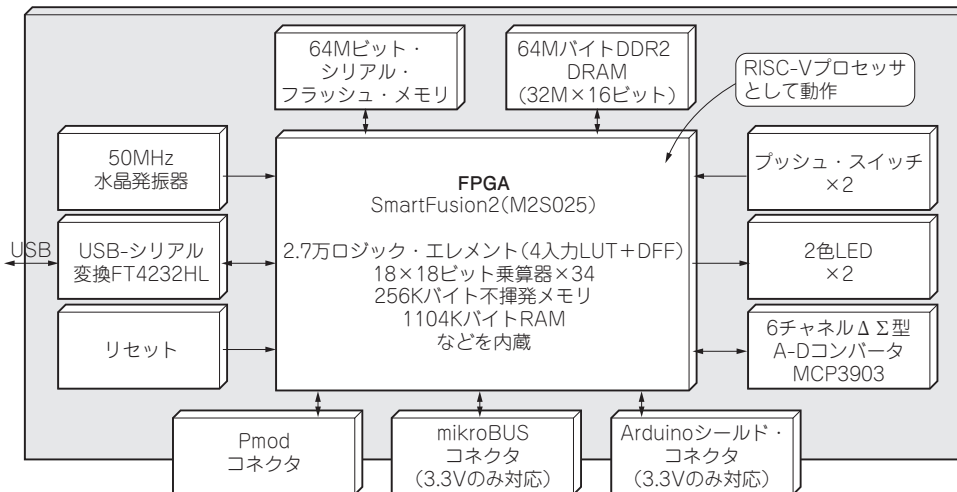 64Mビット・
シリアル・
フラッシュ・メモリ
64MバイトDDR2
DRAM
(32M×16ビット)
RISC-Vプロセッサ
として動作
50MHz
水晶発振器
FPGA
SmartFusion2(M2S025)
2.7万ロジック・エレメント(4入力LUT+DFF)
18×18ビット乗算器×34
256Kバイト不揮発メモリ
1104KバイトRAM
などを内蔵
プッシュ・スイッチ
×2
USB
USB-シリアル
変換FT4232HL
2色LED
×2
リセット
6チャネルΔΣ型
A-Dコンバータ
MCP3903
Pmod
コネクタ
mikroBUS
コネクタ
(3.3Vのみ対応)
Arduinoシールド・
コネクタ
(3.3Vのみ対応)